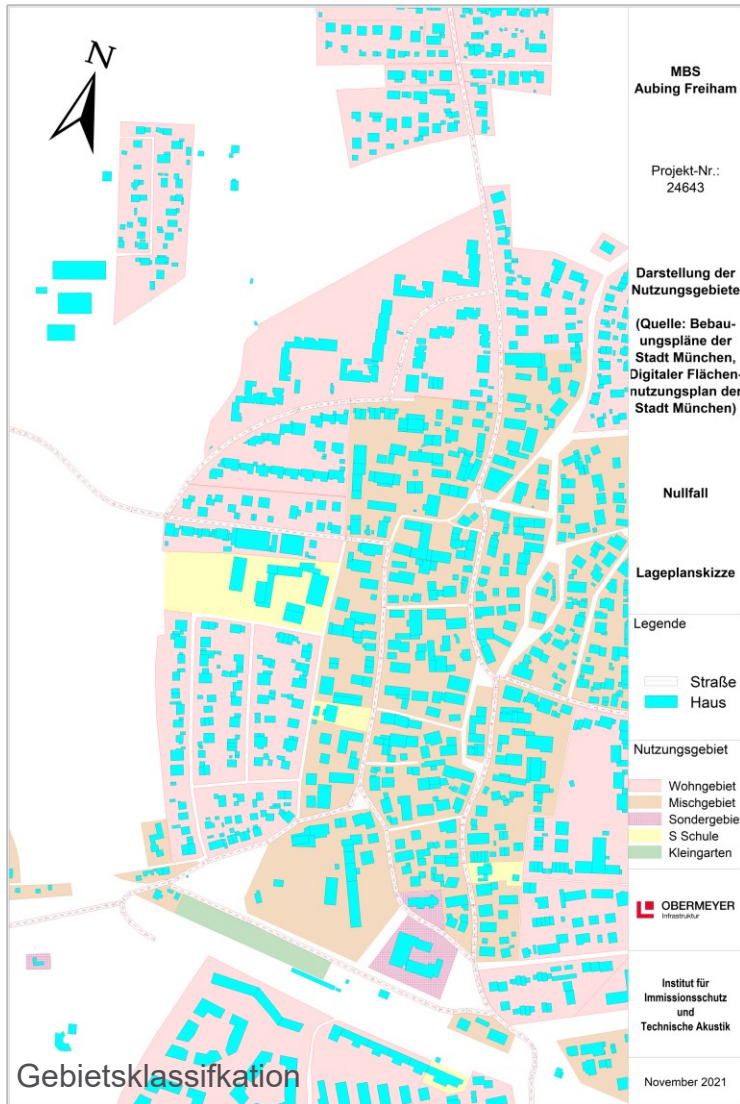 N
MBS
Aubing Freiham
Projekt-Nr.:
24643
Darstellung der
Nutzungsgebiete
(Quelle: Bebau-
ungspläne der
Stadt München,
Digitaler Flächen-
nutzungsplan der
Stadt München)
Nullfall
Lageplanskizze
Legende
Straße
Haus
Nutzungsgebiet
Wohngebiet
Mischgebiet
Sondergebiet
S Schule
Kleingarten
OBERMEYER
Infrastruktur
Institut für
Immissionsschutz
und
Technische Akustik
November 2021
Gebietsklassifkation